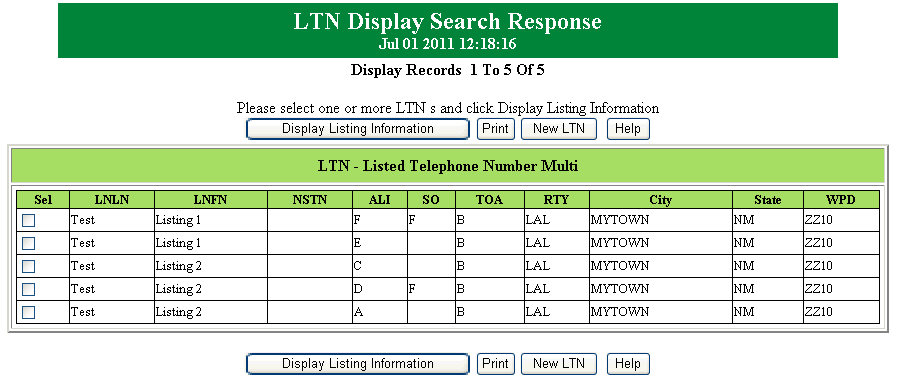 LTN Display Search Response
Jul 01 2011 12:18:16
Display Records 1 To 5 Of 5
Please select one or more LTN s and click Display Listing Information
Display Listing Information Print New LTN Help
LTN - Listed Telephone Number Multi
Sel LNLN LNFN NSTN ALI SO TOA RTY City State WPD
Test Listing 1 F F B LAL MYTOWN NM ZZ10
Test Listing 1 E B LAL MYTOWN NM ZZ10
Test Listing 2 C B LAL MYTOWN NM ZZ10
Test Listing 2 D F B LAL MYTOWN NM ZZ10
Test Listing 2 A B LAL MYTOWN NM ZZ10
Display Listing Information Print New LTN Help